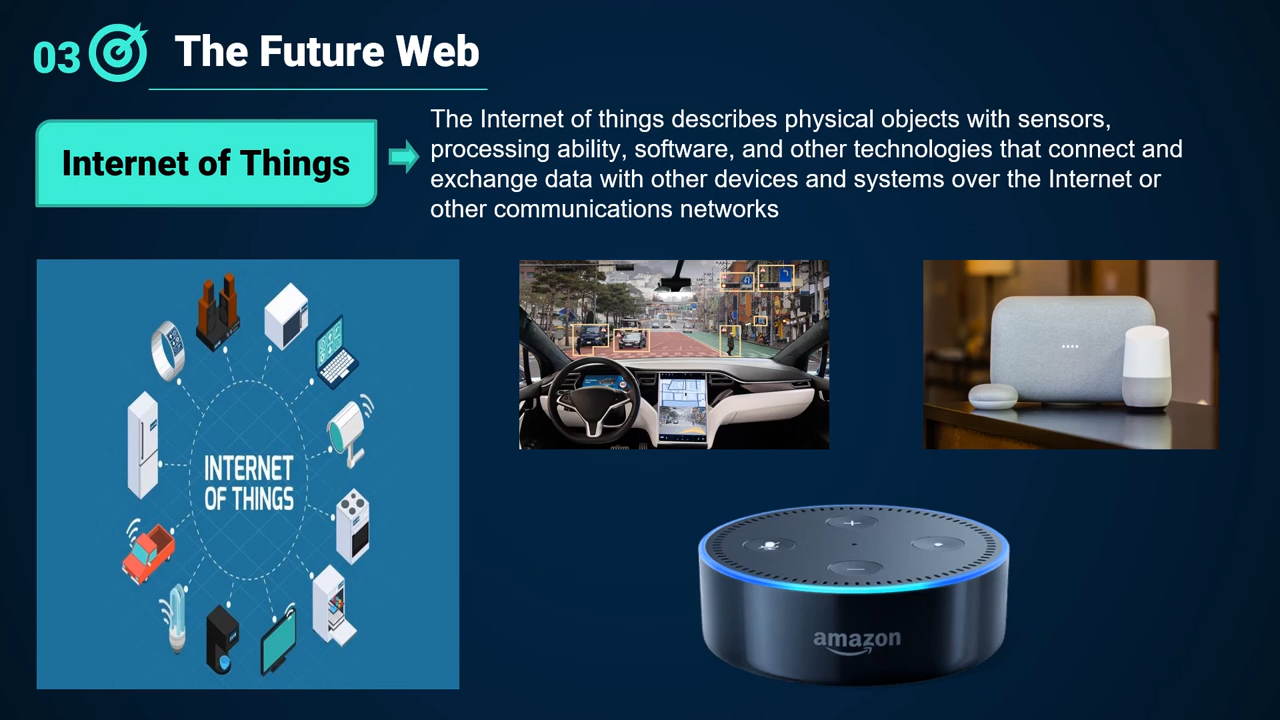 03
The Future Web
Internet of Things
The Internet of things describes physical objects with sensors,
processing ability, software, and other technologies that connect and
exchange data with other devices and systems over the Internet or
other communications networks
INTERNET
OF THINGS
amazon